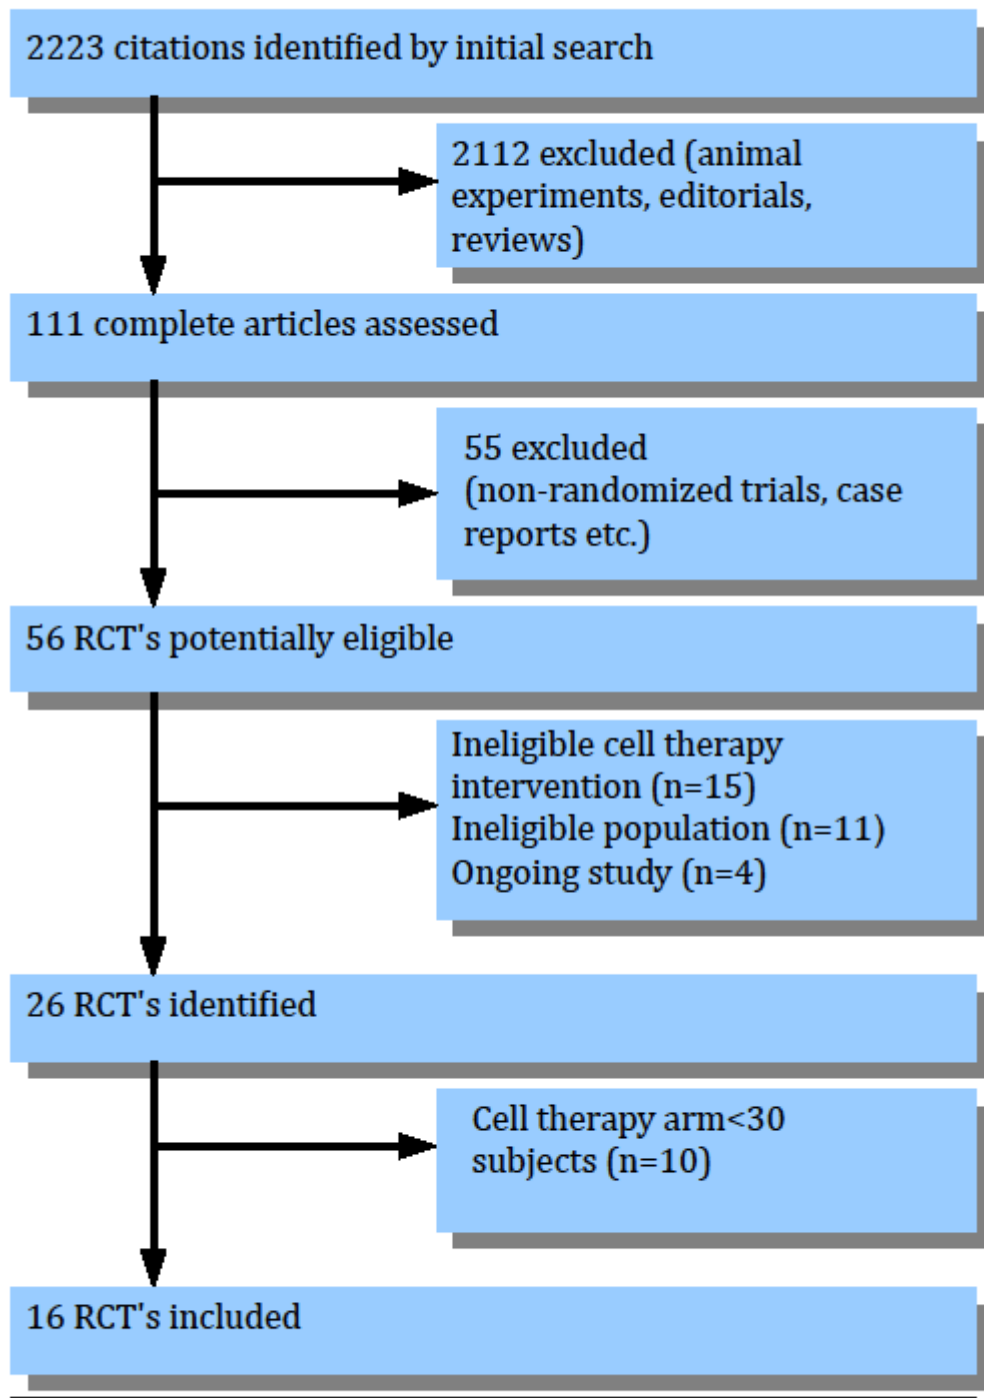 2223 citations identified by initial search
2112 excluded (animal
experiments, editorials,
reviews)
111 complete articles assessed
55 excluded
(non-randomized trials, case
reports etc.)
56 RCT's potentially eligible
Ineligible cell therapy
intervention (n=15)
Ineligible population (n=11)
Ongoing study (n=4)
26 RCT's identified
Cell therapy arm<30
subjects (n=10)
16 RCT's included